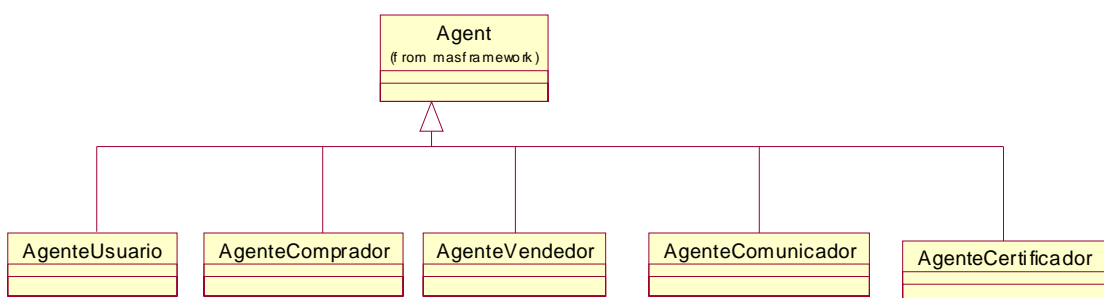 Agent
(from masframework)
AgenteUsuario
AgenteComprador
AgenteVendedor
AgenteComunicador
AgenteCertificador